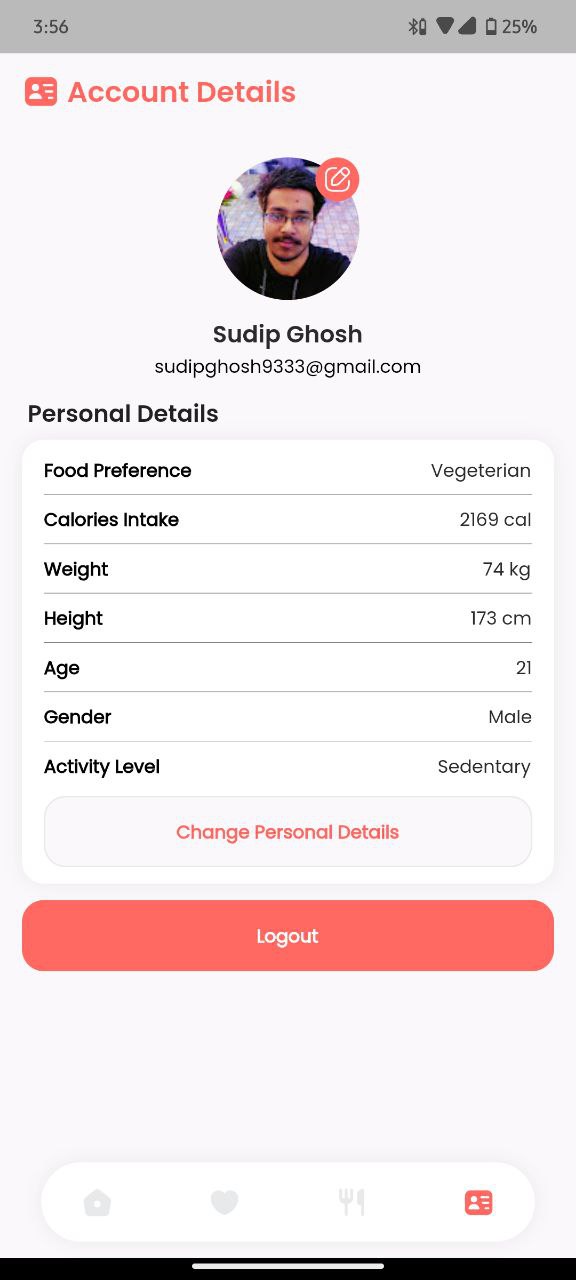 3:56
25%
Account Details
Sudip Ghosh
sudipghosh9333@gmail.com
Personal Details
Food Preference Vegeterian
Calories Intake 2169 cal
Weight 74 kg
Height 173 cm
Age 21
Gender Male
Activity Level Sedentary
Change Personal Details
Logout